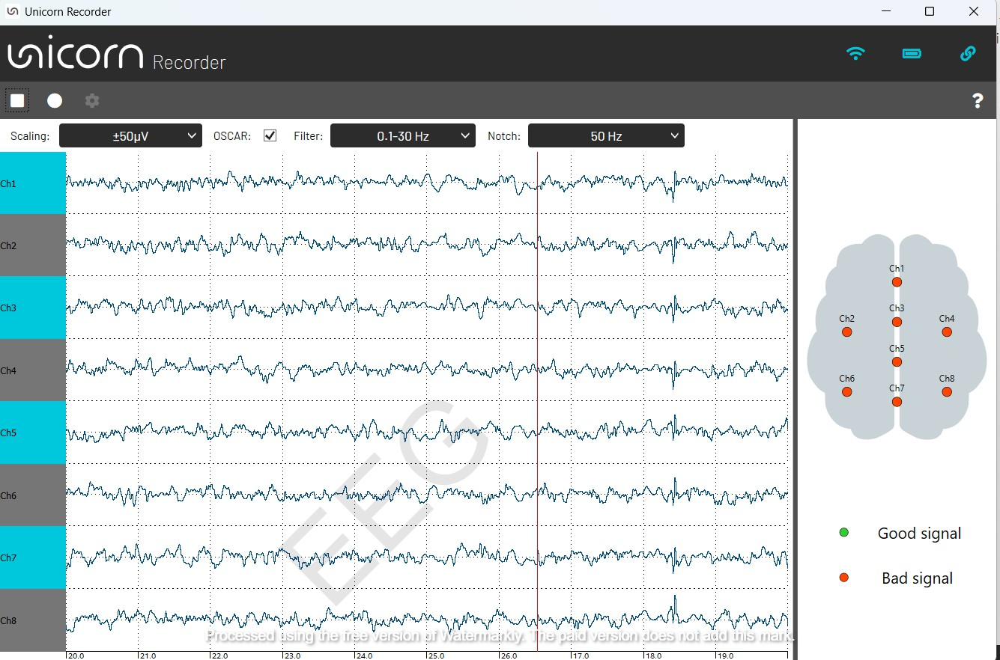 Unicorn Recorder
unicorn Recorder
?
Scaling: ±50µV OSCAR: Filter: 0.1-30 Hz Notch: 50 Hz
Ch1
Ch2
Ch3
Ch4
Ch5
Ch6
Ch7
Ch8
EEG
20.0 21.0 22.0 23.0 24.0 25.0 26.0 17.0 18.0 19.0
Processed using the free version of Watermarkly. The paid version does not add this mark.
Ch1
Ch3
Ch2 Ch4
Ch5
Ch6 Ch8
Ch7
Good signal
Bad signal